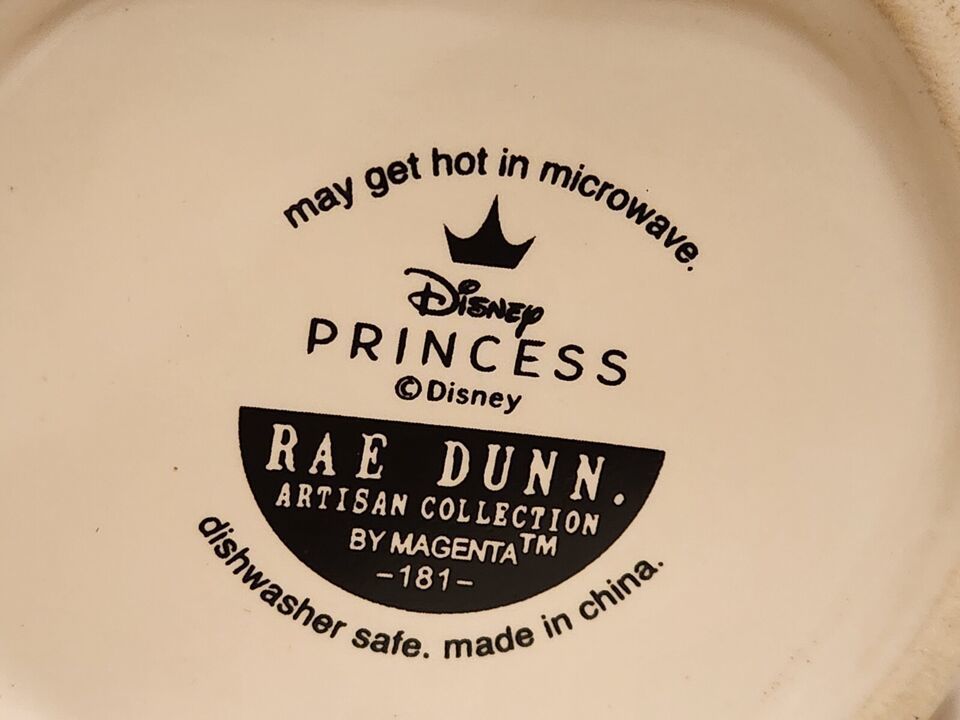 may get hot in microwave.
Disney
PRINCESS
©Disney
RAE DUNN.
ARTISAN COLLECTION
BY MAGENTA™
-181-
dishwasher safe. made in china.